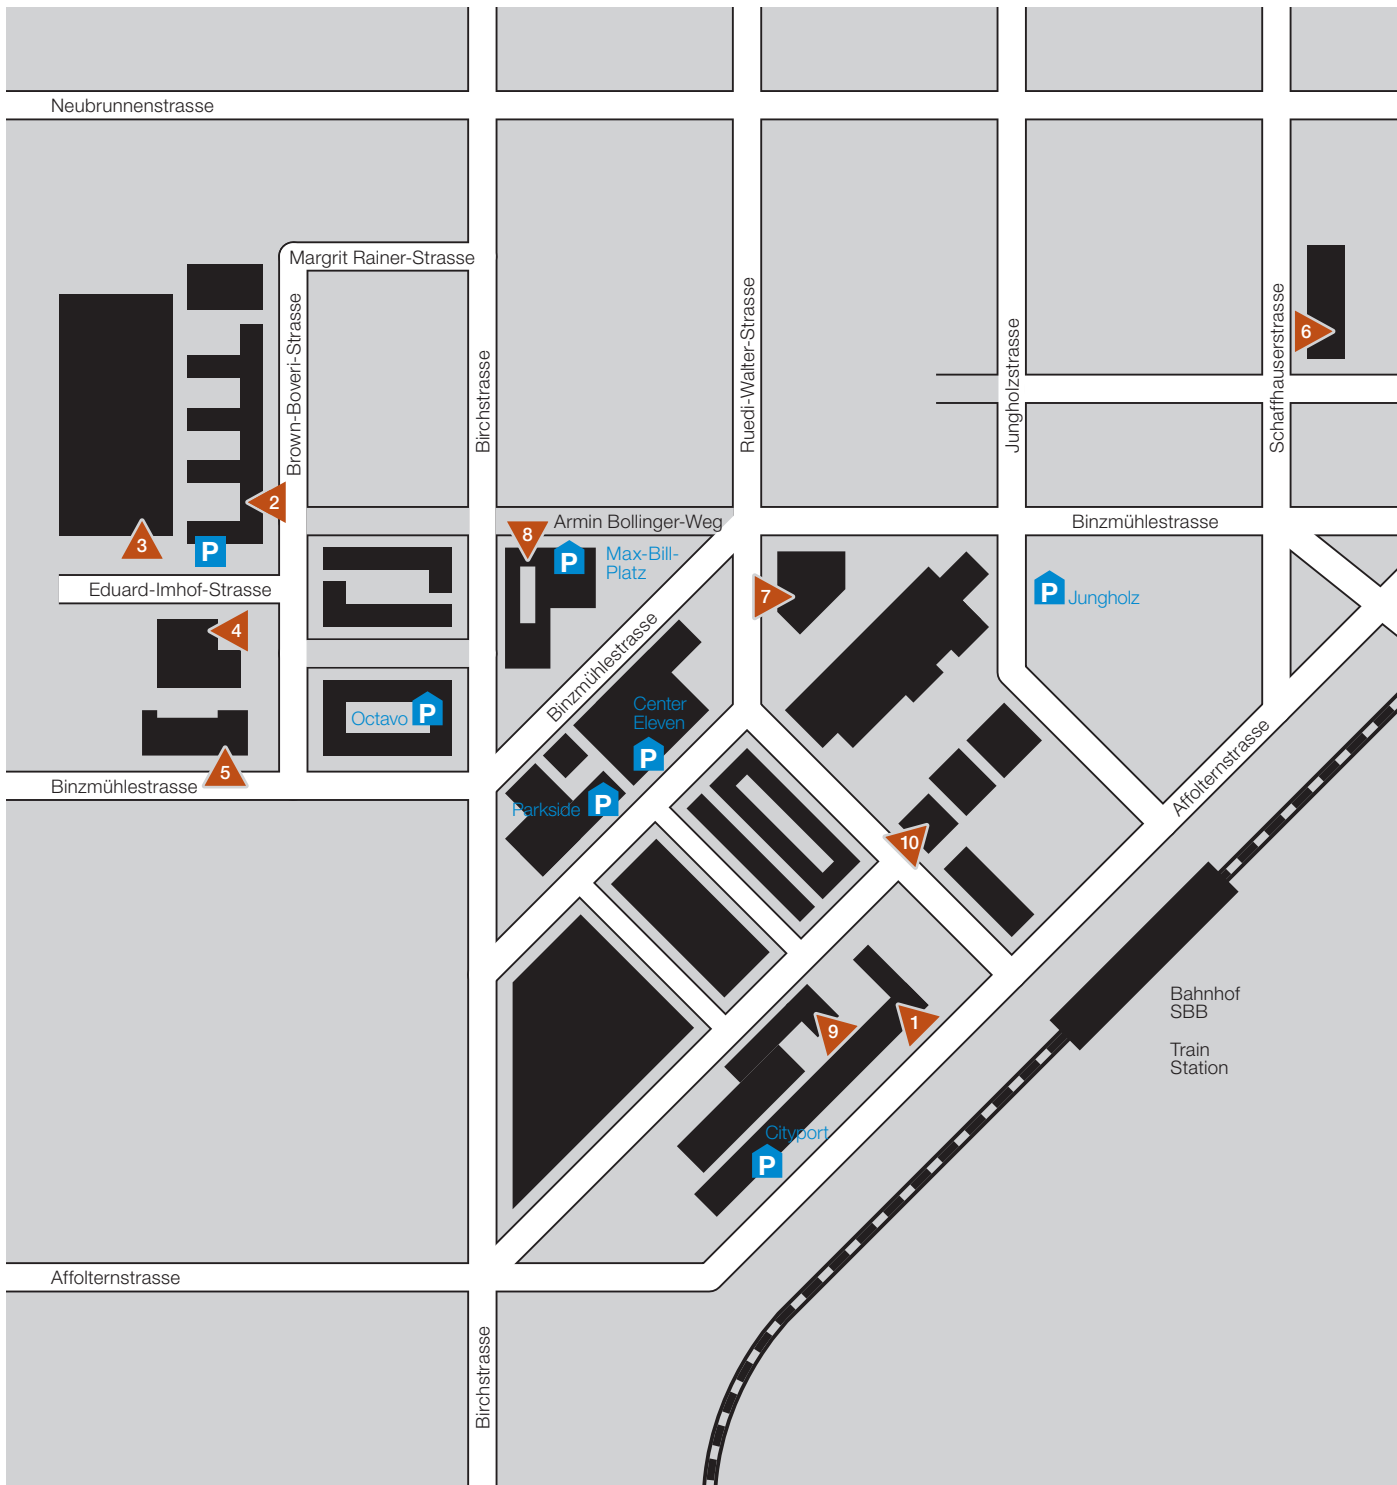 Neubrunnenstrasse
Margrit Rainer-Strasse
Brown-Boveri-Strasse
Birchstrasse
Ruedi-Walter-Strasse
Jungholzstrasse
Schaffhauserstrasse
6
2
3
P
8
Armin Bollinger-Weg
Binzmühlestrasse
P
Max-Bill-
Platz
Eduard-Imhof-Strasse
7
P
Jungholz
4
Binzmühlestrasse
Octavo
P
Center
Eleven
P
5
Binzmühlestrasse
Parkside
P
Affolternstrasse
10
Bahnhof
SBB
Train
Station
9
1
Cityport
P
Affolternstrasse
Birchstrasse